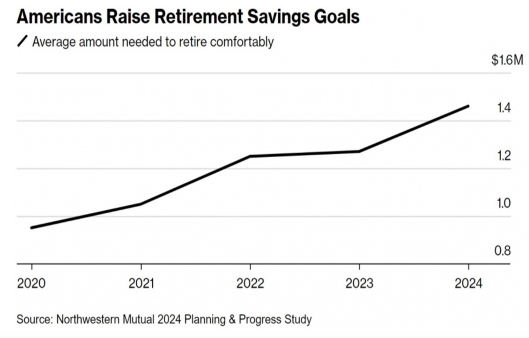 Americans Raise Retirement Savings Goals
Average amount needed to retire comfortably
$1.6M
1.4
1.2
1.0
0.8
2020 2021 2022 2023 2024
Source: Northwestern Mutual 2024 Planning & Progress Study